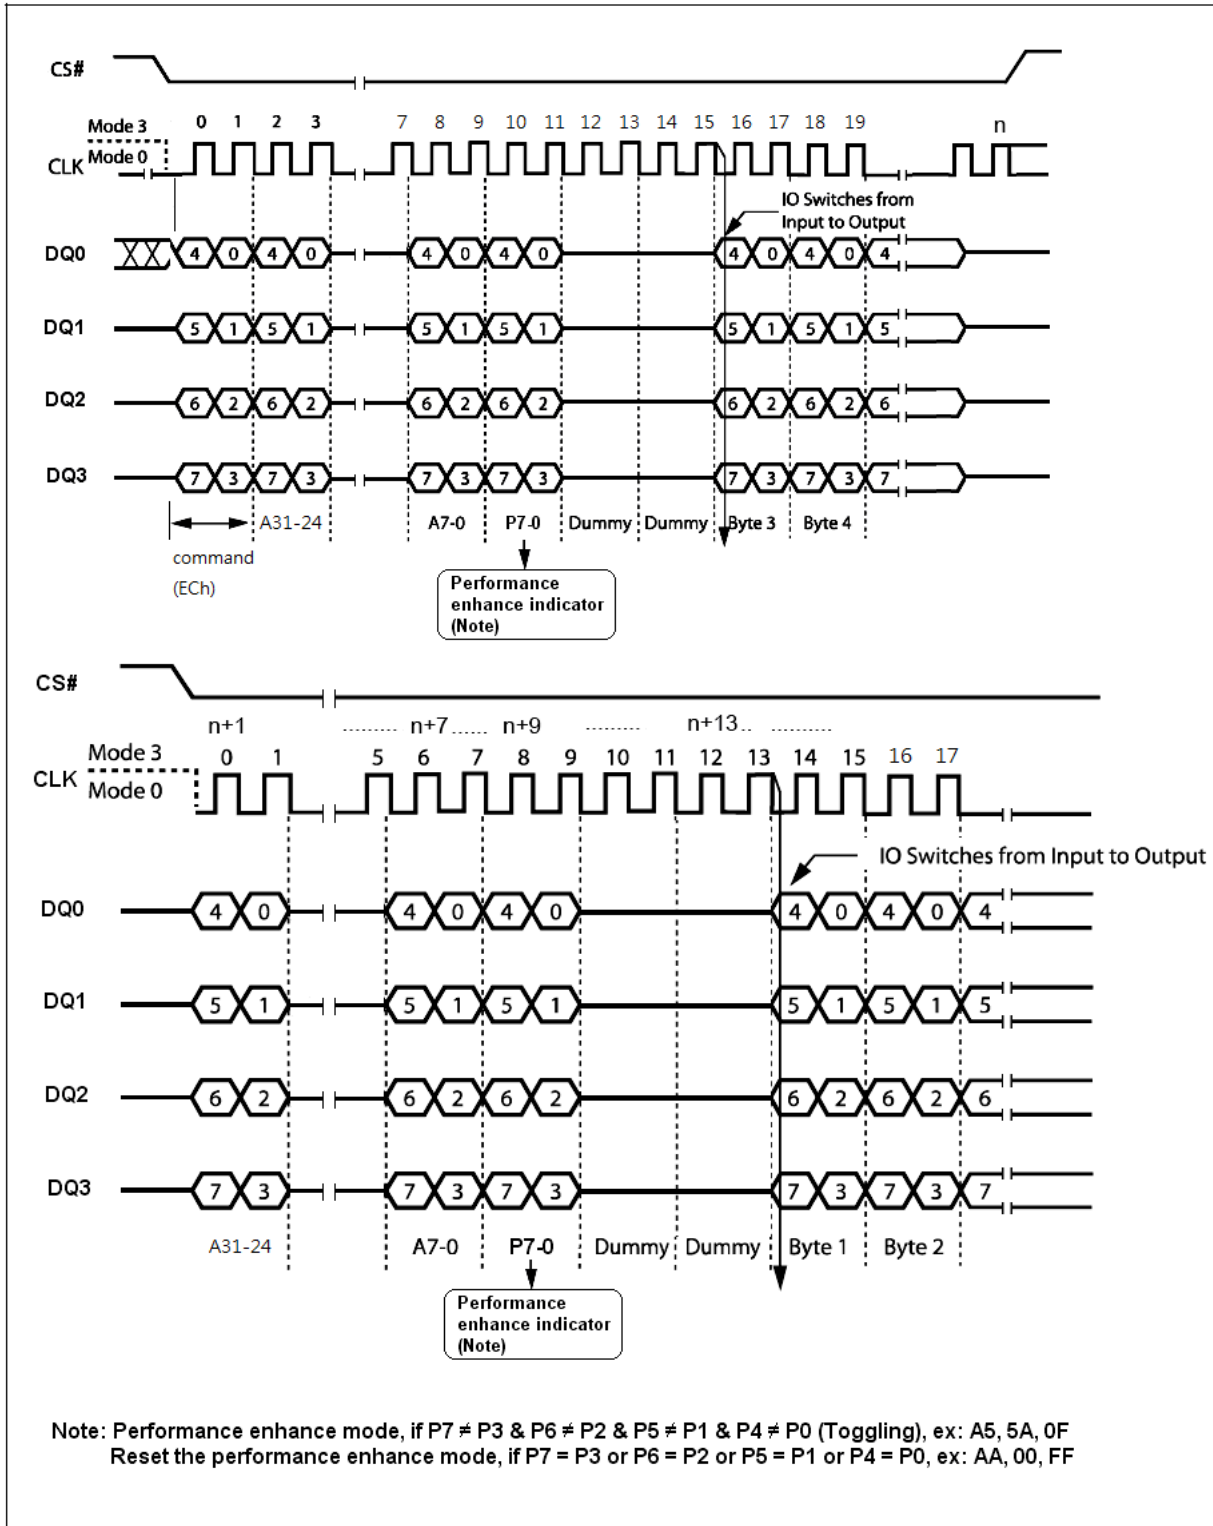 CS#
Mode 3
0 1 2 3 7 8 9 10 11 12 13 14 15 16 17 18 19 n
CLK Mode 0
IO Switches from
Input to Output
DQ0 4 0 4 0 4 0 4 0 4 0 4 0 4
DQ1 5 1 5 1 5 1 5 1 5 1 5 1 5
DQ2 6 2 6 2 6 2 6 2 6 2 6 2 6
DQ3 7 3 7 3 7 3 7 3 7 3 7 3 7
A31-24 A7-0 P7-0 Dummy Dummy Byte 3 Byte 4
command
(ECh)
Performance
enhance indicator
(Note)
CS#
n+1 ......... n+7 ...... n+9 ......... n+13.. .........
Mode 3
0 1 5 6 7 8 9 10 11 12 13 14 15 16 17
CLK Mode 0
IO Switches from Input to Output
DQ0 4 0 4 0 4 0 4 0 4 0 4
DQ1 5 1 5 1 5 1 5 1 5 1 5
DQ2 6 2 6 2 6 2 6 2 6 2 6
DQ3 7 3 7 3 7 3 7 3 7 3 7
A31-24 A7-0 P7-0 Dummy Dummy Byte 1 Byte 2
Performance
enhance indicator
(Note)
Note: Performance enhance mode, if P7 ≠ P3 & P6 ≠ P2 & P5 ≠ P1 & P4 ≠ P0 (Toggling), ex: A5, 5A, 0F
Reset the performance enhance mode, if P7 = P3 or P6 = P2 or P5 = P1 or P4 = P0, ex: AA, 00, FF